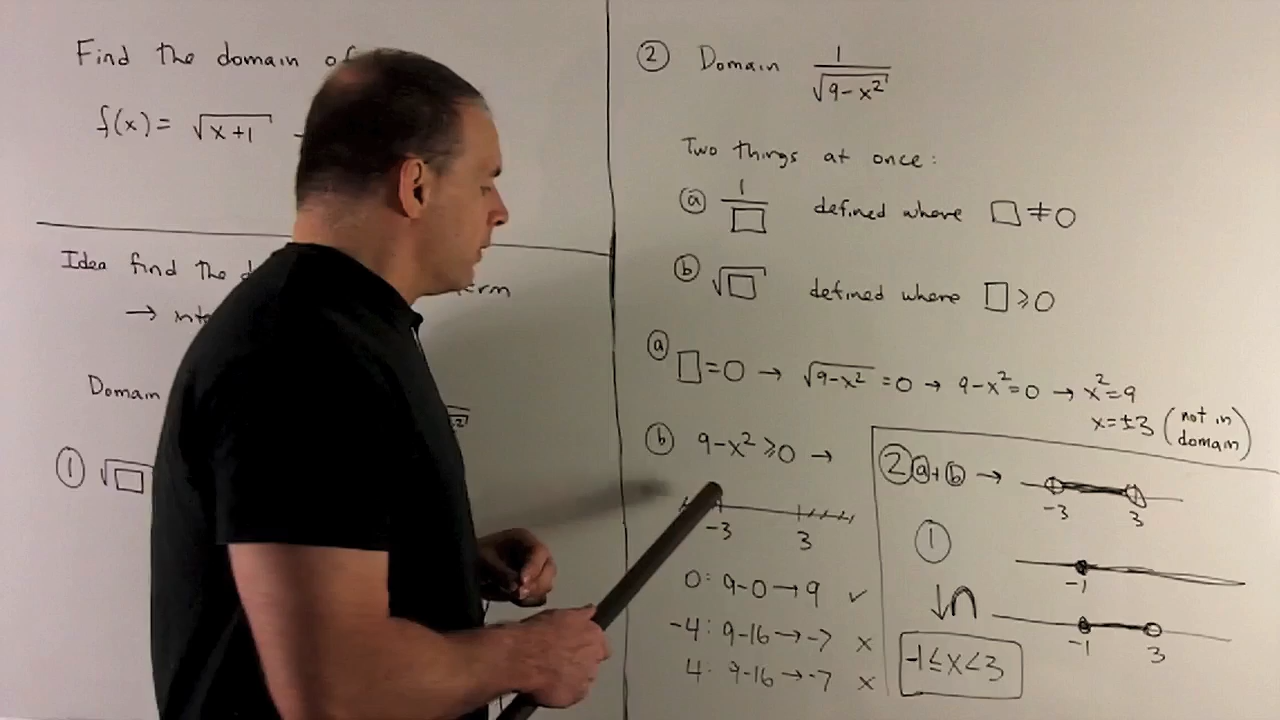 Find the domain of
f(x) = √(x+1) -
Idea find the
→
Domain
① √□
② Domain 1/√(9-x²)
Two things at once:
ⓐ 1/□ defined where □ ≠ 0
ⓑ √□ defined where □ ≥ 0
ⓐ □ = 0 → √(9-x²) = 0 → 9-x² = 0 → x² = 9
x = ±3 (not in domain)
ⓑ 9-x² ≥ 0 →
-3 3
0: 9-0 → 9 ✓
-4: 9-16 → -7 x
4: 9-16 → -7 x
② ⓐ+ⓑ →
-3 3
①
-1
↓∩
-1 3
-1 ≤ x < 3